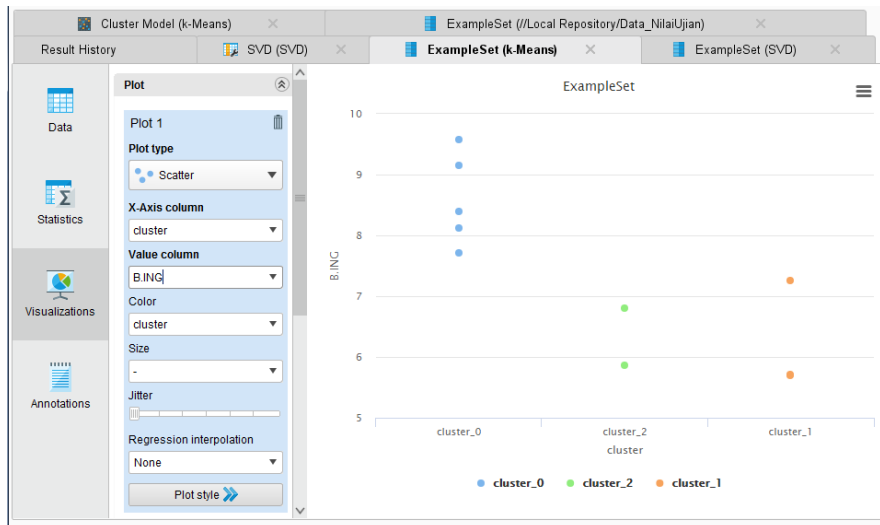 Cluster Model (k-Means)
ExampleSet (//Local Repository/Data_NilaiUjian)
Result History
SVD (SVD)
ExampleSet (k-Means)
ExampleSet (SVD)
Data
Statistics
Visualizations
Annotations
Plot
Plot 1
Plot type
Scatter
X-Axis column
cluster
Value column
B.ING
Color
cluster
Size
-
Jitter
Regression interpolation
None
Plot style
ExampleSet
10
9
8
7
6
5
B.ING
cluster_0 cluster_2 cluster_1
cluster
cluster_0 cluster_2 cluster_1